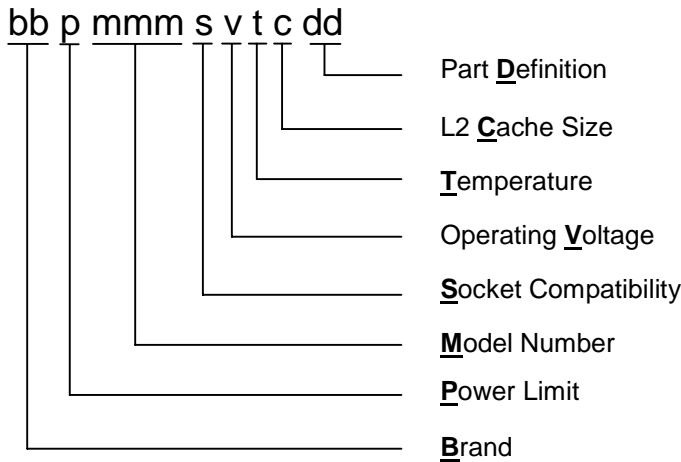 bb p mmm s v t c dd
Part Definition
L2 Cache Size
Temperature
Operating Voltage
Socket Compatibility
Model Number
Power Limit
Brand